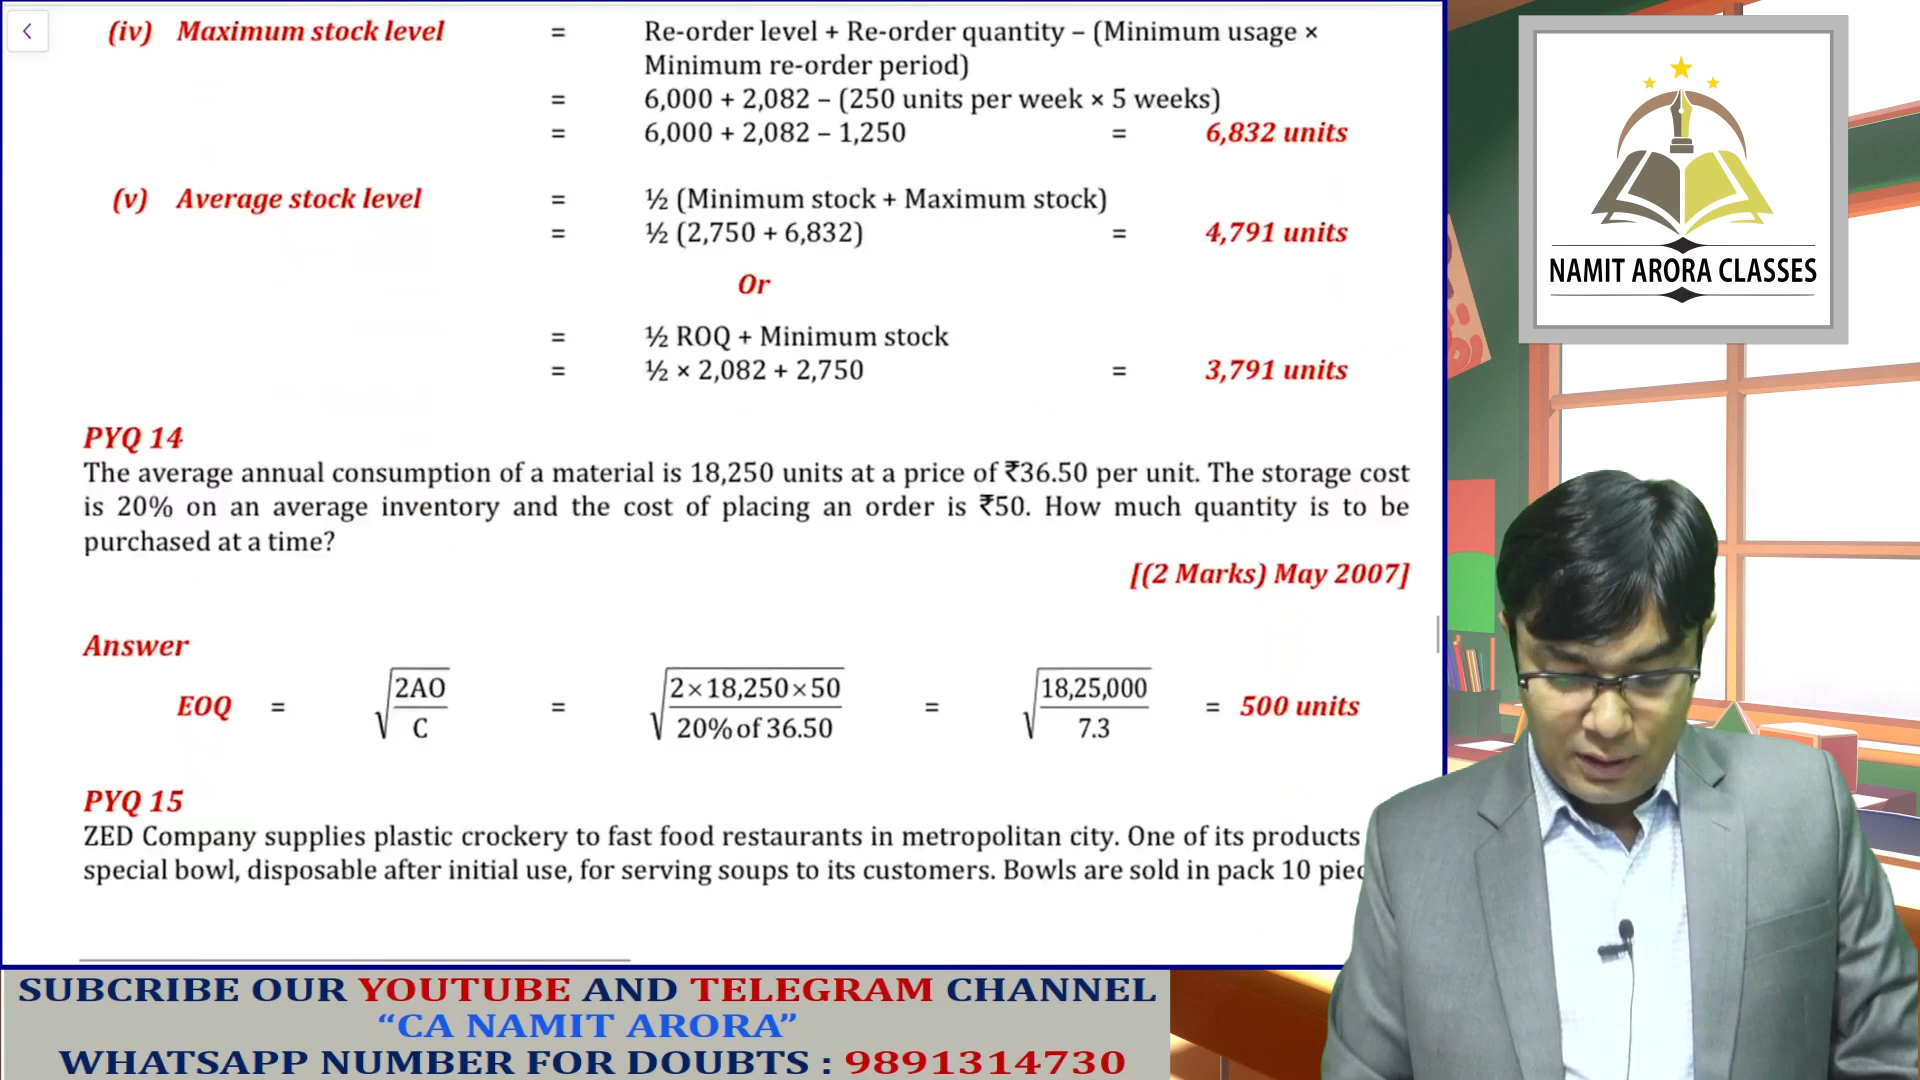 (iv) Maximum stock level = Re-order level + Re-order quantity – (Minimum usage ×
Minimum re-order period)
= 6,000 + 2,082 – (250 units per week × 5 weeks)
= 6,000 + 2,082 – 1,250 = 6,832 units
(v) Average stock level = ½ (Minimum stock + Maximum stock)
= ½ (2,750 + 6,832) = 4,791 units
Or
= ½ ROQ + Minimum stock
= ½ × 2,082 + 2,750 = 3,791 units
PYQ 14
The average annual consumption of a material is 18,250 units at a price of ₹36.50 per unit. The storage cost
is 20% on an average inventory and the cost of placing an order is ₹50. How much quantity is to be
purchased at a time?
[(2 Marks) May 2007]
Answer
EOQ = √(2AO / C) = √(2×18,250×50 / 20% of 36.50) = √(18,25,000 / 7.3) = 500 units
PYQ 15
ZED Company supplies plastic crockery to fast food restaurants in metropolitan city. One of its products
special bowl, disposable after initial use, for serving soups to its customers. Bowls are sold in pack 10
NAMIT ARORA CLASSES
SUBCRIBE OUR YOUTUBE AND TELEGRAM CHANNEL
“CA NAMIT ARORA”
WHATSAPP NUMBER FOR DOUBTS : 9891314730